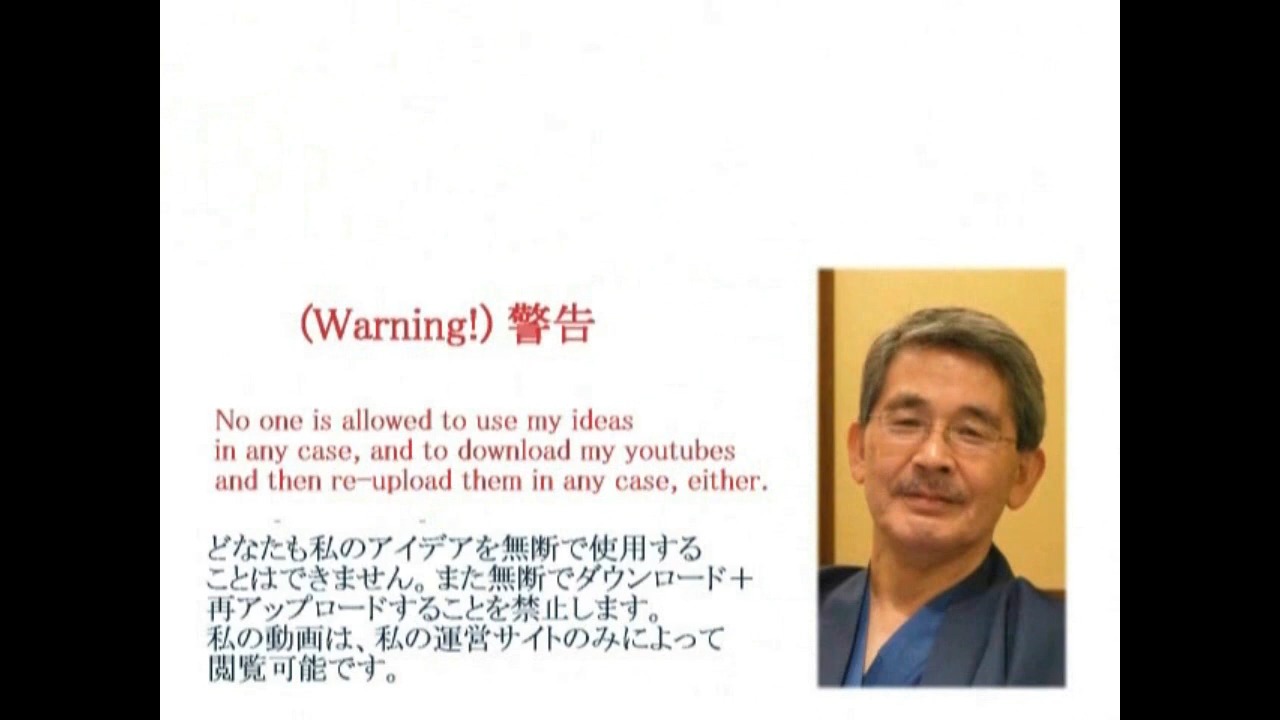 (Warning!) 警告
No one is allowed to use my ideas
in any case, and to download my youtubes
and then re-upload them in any case, either.
どなたも私のアイデアを無断で使用する
ことはできません。また無断でダウンロード＋
再アップロードすることを禁止します。
私の動画は、私の運営サイトのみによって
閲覧可能です。